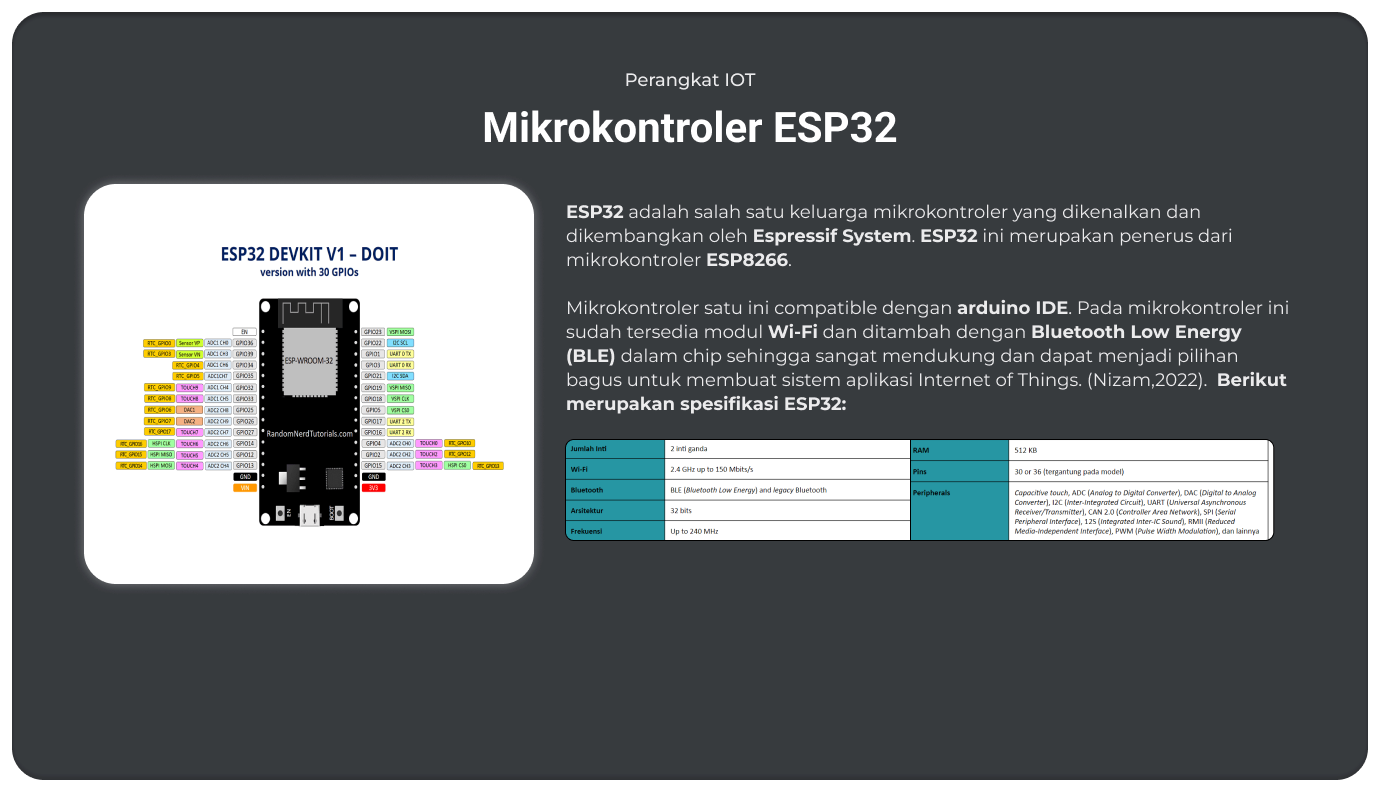 Perangkat IOT
Mikrokontroler ESP32
ESP32 DEVKIT V1 – DOIT
version with 30 GPIOs
EN
RTC_GPIO0 Sensor VP ADC1 CH0 GPIO36
RTC_GPIO3 Sensor VN ADC1 CH3 GPIO39
RTC_GPIO4 ADC1 CH6 GPIO34
RTC_GPIO5 ADC1CH7 GPIO35
RTC_GPIO9 TOUCH9 ADC1 CH4 GPIO32
RTC_GPIO8 TOUCH8 ADC1 CH5 GPIO33
RTC_GPIO6 DAC1 ADC2 CH8 GPIO25
RTC_GPIO7 DAC2 ADC2 CH9 GPIO26
RTC_GPIO17 TOUCH7 ADC2 CH7 GPIO27
RTC_GPIO16 HSPI CLK TOUCH6 ADC2 CH6 GPIO14
RTC_GPIO15 HSPI MISO TOUCH5 ADC2 CH5 GPIO12
RTC_GPIO14 HSPI MOSI TOUCH4 ADC2 CH4 GPIO13
GND
VIN
ESP-WROOM-32
RandomNerdTutorials.com
EN
BOOT
GPIO23 VSPI MOSI
GPIO22 I2C SCL
GPIO1 UART 0 TX
GPIO3 UART 0 RX
GPIO21 I2C SDA
GPIO19 VSPI MISO
GPIO18 VSPI CLK
GPIO5 VSPI CS0
GPIO17 UART 2 TX
GPIO16 UART 2 RX
GPIO4 ADC2 CH0 TOUCH0 RTC_GPIO10
GPIO2 ADC2 CH2 TOUCH2 RTC_GPIO12
GPIO15 ADC2 CH3 TOUCH3 HSPI CS0 RTC_GPIO13
GND
3V3
ESP32 adalah salah satu keluarga mikrokontroler yang dikenalkan dan
dikembangkan oleh Espressif System. ESP32 ini merupakan penerus dari
mikrokontroler ESP8266.
Mikrokontroler satu ini compatible dengan arduino IDE. Pada mikrokontroler ini
sudah tersedia modul Wi-Fi dan ditambah dengan Bluetooth Low Energy
(BLE) dalam chip sehingga sangat mendukung dan dapat menjadi pilihan
bagus untuk membuat sistem aplikasi Internet of Things. (Nizam,2022). Berikut
merupakan spesifikasi ESP32:
Jumlah Inti 2 inti ganda
Wi-Fi 2.4 GHz up to 150 Mbits/s
Bluetooth BLE (Bluetooth Low Energy) and legacy Bluetooth
Arsitektur 32 bits
Frekuensi Up to 240 MHz
RAM 512 KB
Pins 30 or 36 (tergantung pada model)
Peripherals Capacitive touch, ADC (Analog to Digital Converter), DAC (Digital to Analog
Converter), I2C (Inter-Integrated Circuit), UART (Universal Asynchronous
Receiver/Transmitter), CAN 2.0 (Controller Area Network), SPI (Serial
Peripheral Interface), 12S (Integrated Inter-IC Sound), RMII (Reduced
Media-Independent Interface), PWM (Pulse Width Modulation), dan lainnya